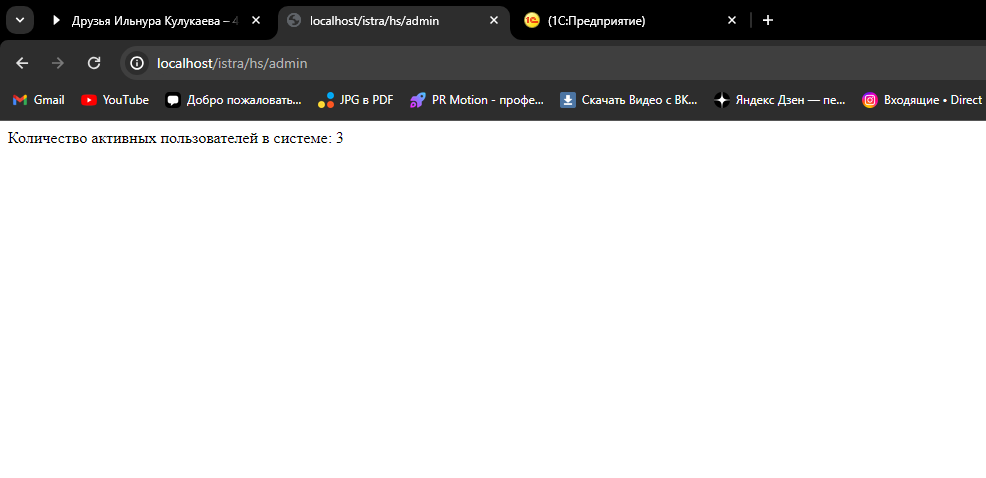 Друзья Ильнура Кулукаева – 4
localhost/istra/hs/admin
(1С:Предприятие)
localhost/istra/hs/admin
Gmail
YouTube
Добро пожаловать...
JPG в PDF
PR Motion - профе...
Скачать Видео с ВК...
Яндекс Дзен — пе...
Входящие • Direct
Количество активных пользователей в системе: 3